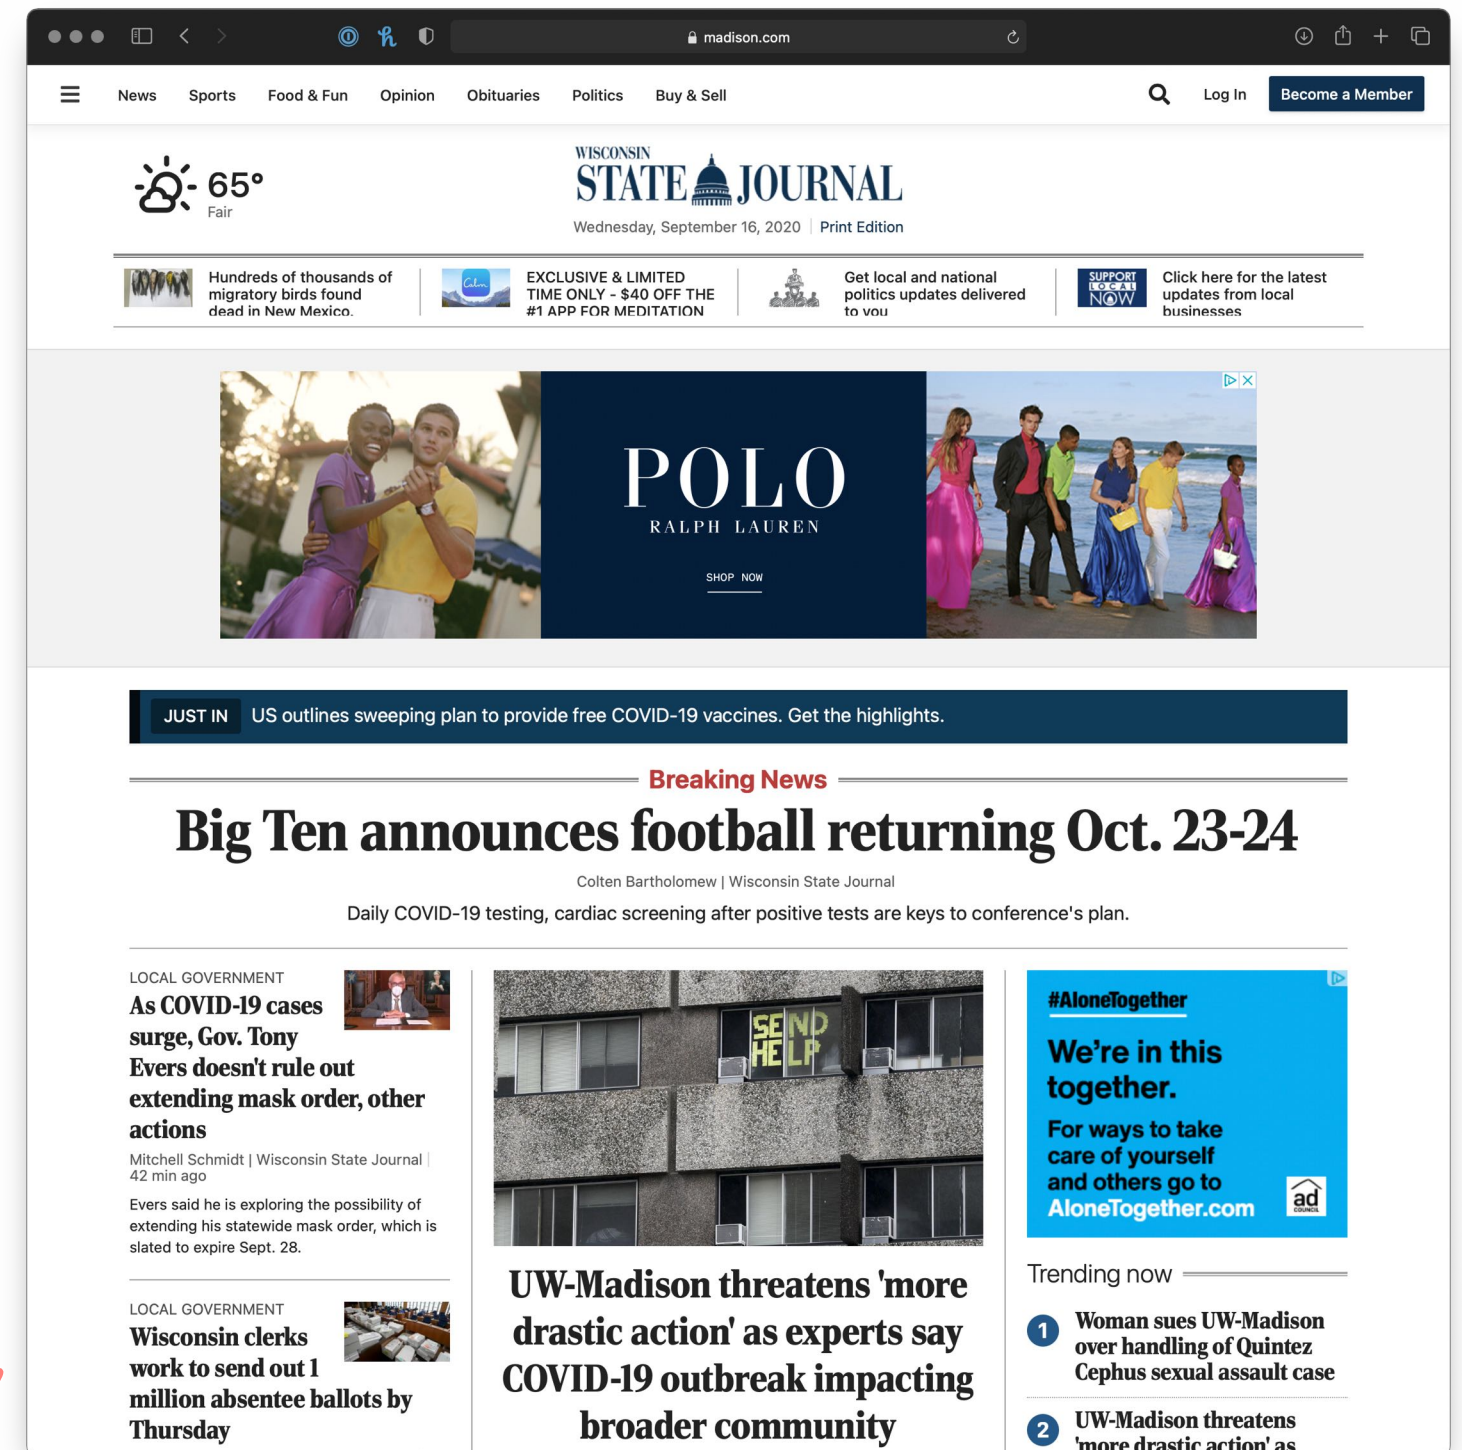 madison.com
News Sports Food & Fun Opinion Obituaries Politics Buy & Sell
Log In Become a Member
65°
Fair
WISCONSIN
STATE JOURNAL
Wednesday, September 16, 2020 | Print Edition
Hundreds of thousands of
migratory birds found
dead in New Mexico.
Calm
EXCLUSIVE & LIMITED
TIME ONLY - $40 OFF THE
#1 APP FOR MEDITATION
Get local and national
politics updates delivered
to you
SUPPORT
LOCAL
NOW
Click here for the latest
updates from local
businesses
POLO
RALPH LAUREN
SHOP NOW
JUST IN US outlines sweeping plan to provide free COVID-19 vaccines. Get the highlights.
Breaking News
Big Ten announces football returning Oct. 23-24
Colten Bartholomew | Wisconsin State Journal
Daily COVID-19 testing, cardiac screening after positive tests are keys to conference's plan.
LOCAL GOVERNMENT
As COVID-19 cases
surge, Gov. Tony
Evers doesn't rule out
extending mask order, other
actions
Mitchell Schmidt | Wisconsin State Journal |
42 min ago
Evers said he is exploring the possibility of
extending his statewide mask order, which is
slated to expire Sept. 28.
LOCAL GOVERNMENT
Wisconsin clerks
work to send out 1
million absentee ballots by
Thursday
SEND
HELP
UW-Madison threatens 'more
drastic action' as experts say
COVID-19 outbreak impacting
broader community
#AloneTogether
We're in this
together.
For ways to take
care of yourself
and others go to
AloneTogether.com
ad
COUNCIL
Trending now
1 Woman sues UW-Madison
over handling of Quintez
Cephus sexual assault case
2 UW-Madison threatens
'more drastic action' as